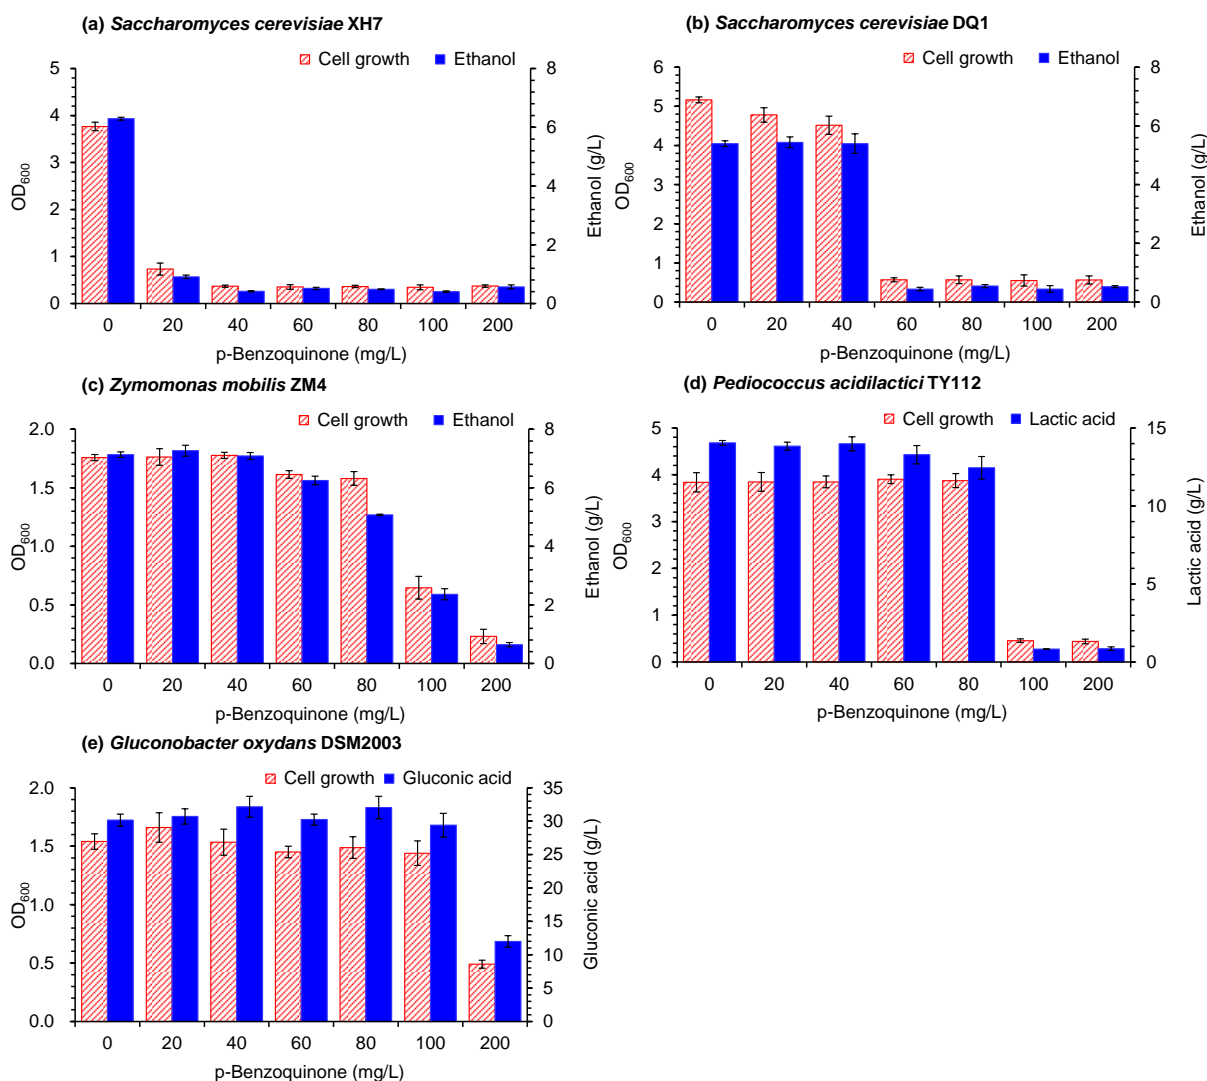 (a) Saccharomyces cerevisiae XH7
Cell growth Ethanol
5
4
3
2
1
0
OD600
8
6
4
2
0
Ethanol (g/L)
0 20 40 60 80 100 200
p-Benzoquinone (mg/L)
(b) Saccharomyces cerevisiae DQ1
Cell growth Ethanol
6
5
4
3
2
1
0
OD600
8
6
4
2
0
Ethanol (g/L)
0 20 40 60 80 100 200
p-Benzoquinone (mg/L)
(c) Zymomonas mobilis ZM4
Cell growth Ethanol
2.0
1.5
1.0
0.5
0.0
OD600
8
6
4
2
0
Ethanol (g/L)
0 20 40 60 80 100 200
p-Benzoquinone (mg/L)
(d) Pediococcus acidilactici TY112
Cell growth Lactic acid
5
4
3
2
1
0
OD600
15
10
5
0
Lactic acid (g/L)
0 20 40 60 80 100 200
p-Benzoquinone (mg/L)
(e) Gluconobacter oxydans DSM2003
Cell growth Gluconic acid
2.0
1.5
1.0
0.5
0.0
OD600
35
30
25
20
15
10
5
0
Gluconic acid (g/L)
0 20 40 60 80 100 200
p-Benzoquinone (mg/L)